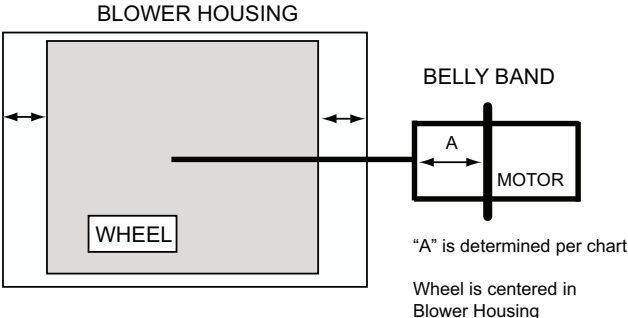 BLOWER HOUSING
BELLY BAND
A
MOTOR
WHEEL
“A” is determined per chart
Wheel is centered in
Blower Housing